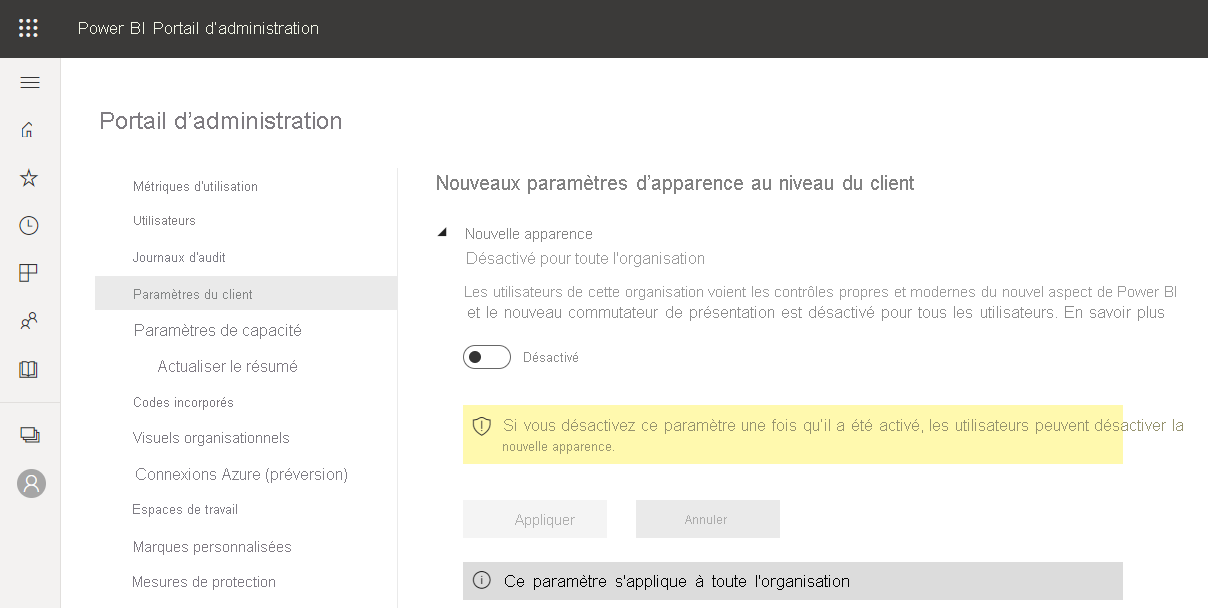 Power BI Portail d'administration
Portail d'administration
Métriques d'utilisation
Utilisateurs
Journaux d'audit
Paramètres du client
Paramètres de capacité
Actualiser le résumé
Codes incorporés
Visuels organisationnels
Connexions Azure (préversion)
Espaces de travail
Marques personnalisées
Mesures de protection
Nouveaux paramètres d'apparence au niveau du client
Nouvelle apparence
Désactivé pour toute l'organisation
Les utilisateurs de cette organisation voient les contrôles propres et modernes du nouvel aspect de Power BI
et le nouveau commutateur de présentation est désactivé pour tous les utilisateurs. En savoir plus
Désactivé
Si vous désactivez ce paramètre une fois qu'il a été activé, les utilisateurs peuvent désactiver la
nouvelle apparence.
Appliquer
Annuler
Ce paramètre s'applique à toute l'organisation